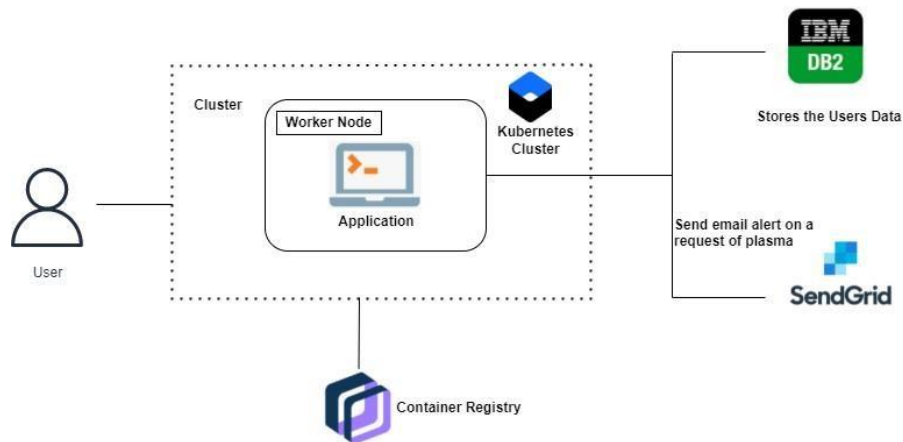 IBM
DB2
Cluster
Worker Node
Kubernetes
Cluster
Stores the Users Data
Application
Send email alert on a
request of plasma
User
SendGrid
Container Registry